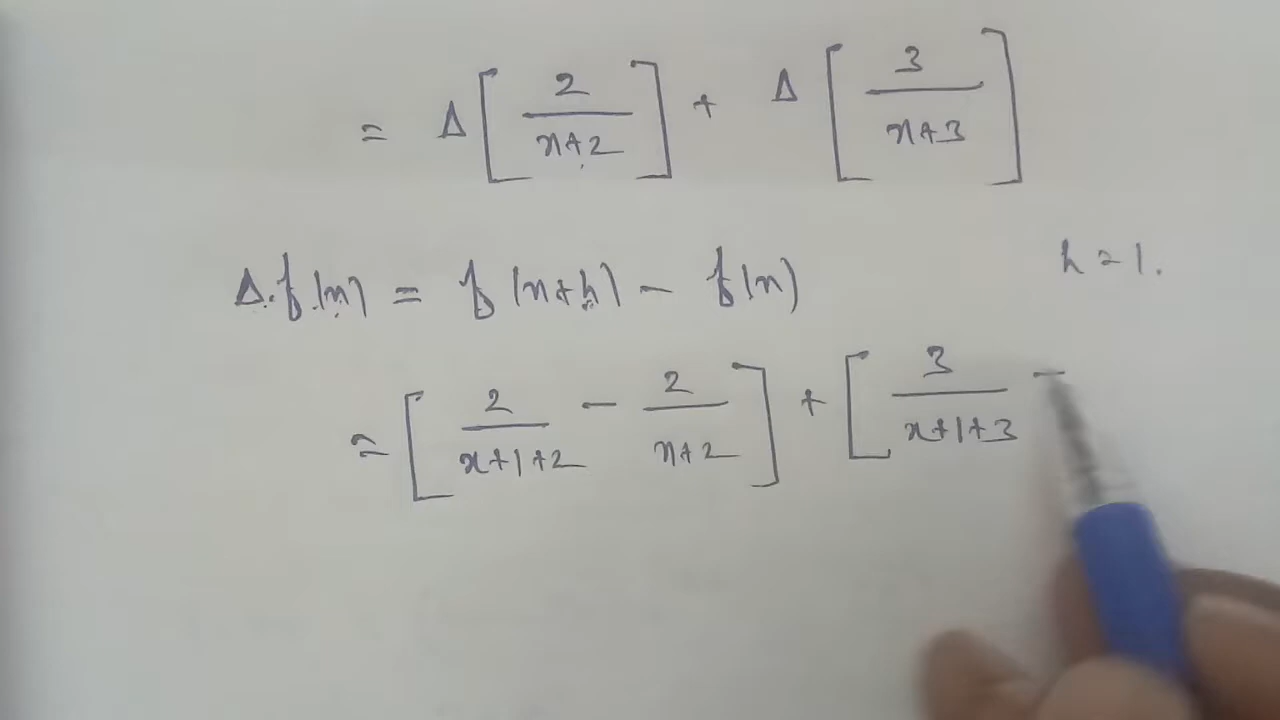 = Δ[2/(x+2)] + Δ[3/(x+3)]
Δ.f(x) = f(x+h) - f(x) h = 1.
= [2/(x+1+2) - 2/(x+2)] + [3/(x+1+3) -